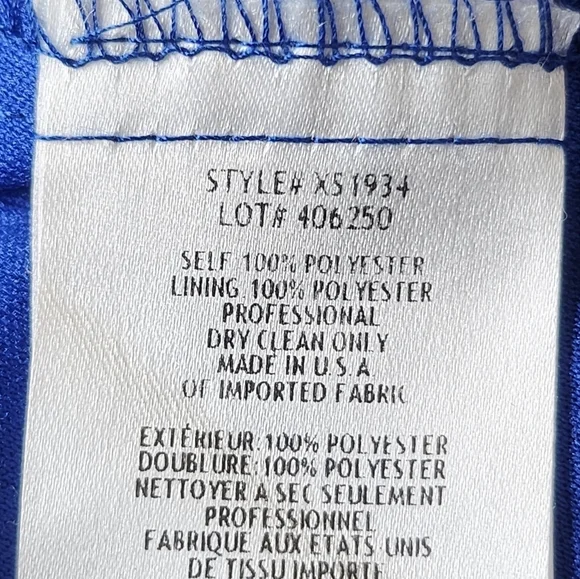 STYLE# XS1934
LOT# 406250
SELF 100% POLYESTER
LINING 100% POLYESTER
PROFESSIONAL
DRY CLEAN ONLY
MADE IN U.S.A.
OF IMPORTED FABRIC
EXTÉRIEUR: 100% POLYESTER
DOUBLURE: 100% POLYESTER
NETTOYER A SEC SEULEMENT
PROFESSIONNEL
FABRIQUE AUX ETATS-UNIS
DE TISSU IMPORTE